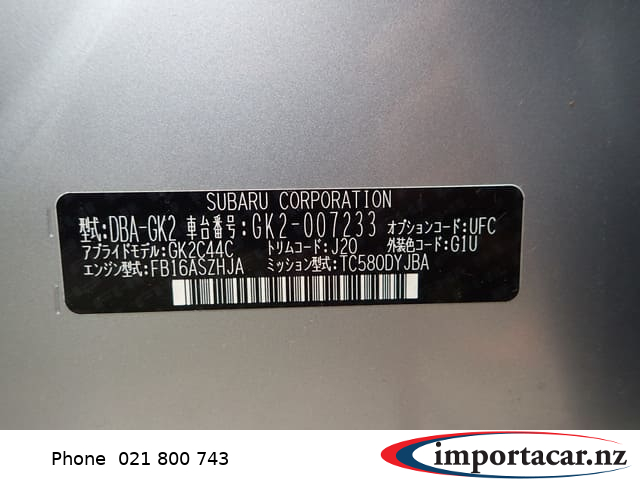 SUBARU CORPORATION
型式:DBA-GK2 車台番号:GK2-007233 オプションコード:UFC
アプライドモデル:GK2C44C トリムコード:J20 外装色コード:G1U
エンジン型式:FB16ASZHJA ミッション型式:TC580DYJBA
Phone 021 800 743
importacar.nz